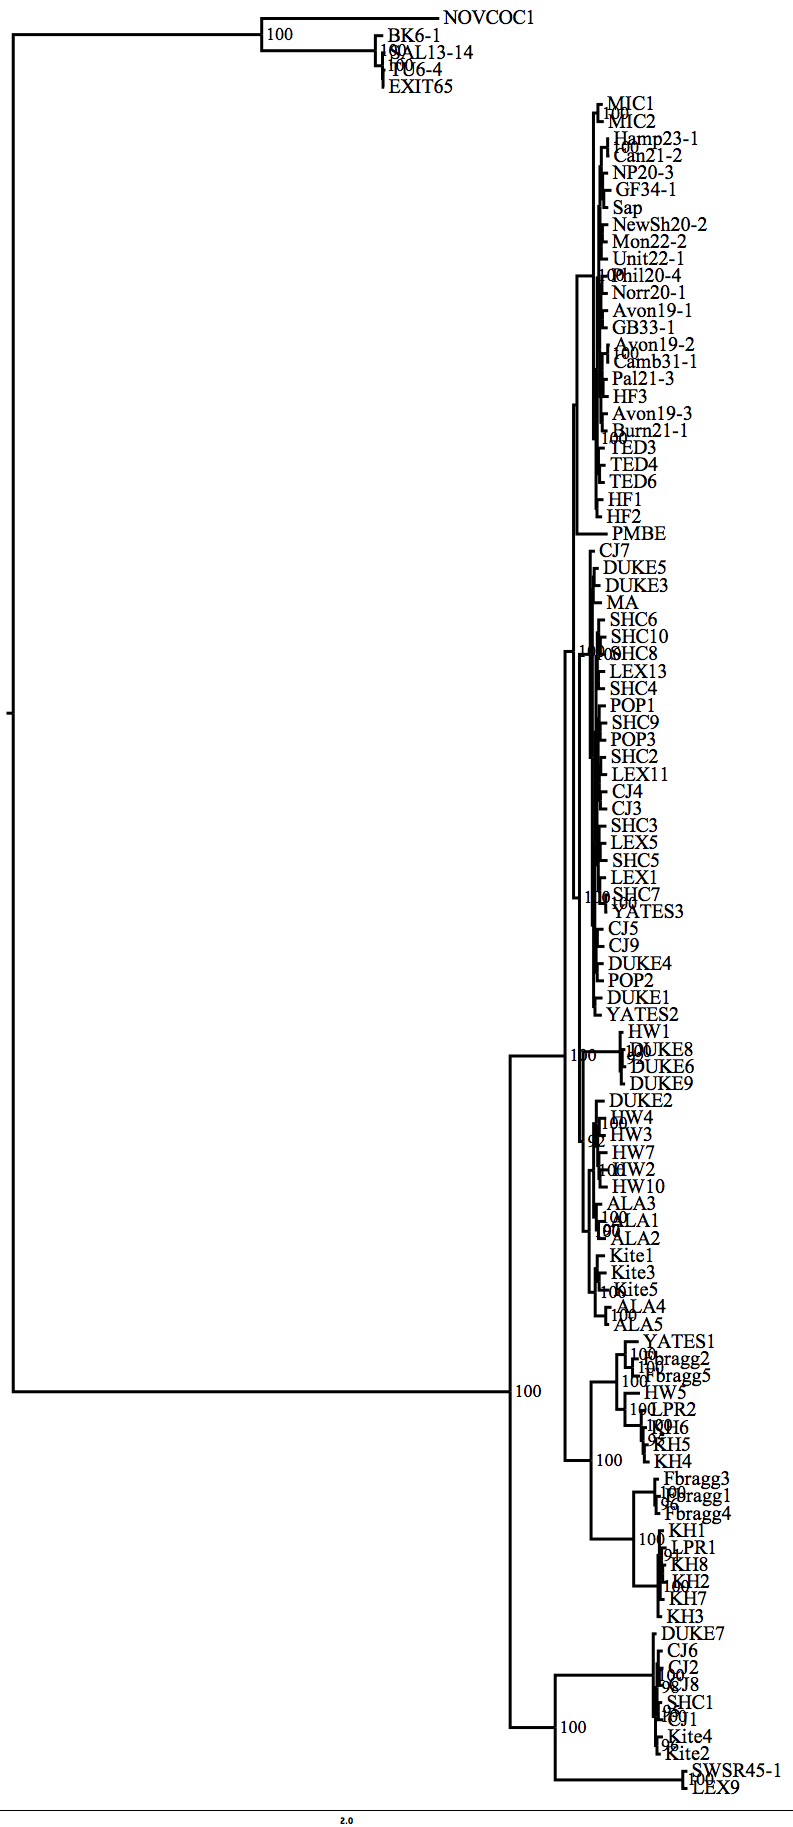 NOVCOC1
100
BK6-1
100
SAL13-14
100
TU6-4
EXIT65
MIC1
100
MIC2
Hamp23-1
100
Can21-2
NP20-3
GF34-1
Sap
NewSh20-2
Mon22-2
Unit22-1
100
Phil20-4
Norr20-1
Avon19-1
GB33-1
Avon19-2
100
Camb31-1
Pal21-3
HF3
Avon19-3
Burn21-1
100
TED3
TED4
TED6
HF1
HF2
PMBE
CJ7
DUKE5
DUKE3
MA
SHC6
SHC10
100
SHC8
LEX13
SHC4
POP1
SHC9
POP3
SHC2
LEX11
CJ4
CJ3
SHC3
LEX5
SHC5
LEX1
SHC7
100
YATES3
CJ5
CJ9
DUKE4
POP2
DUKE1
YATES2
HW1
100
DUKE8
DUKE6
DUKE9
100
DUKE2
HW4
100
HW3
92
HW7
100
HW2
HW10
ALA3
100
ALA1
ALA2
Kite1
Kite3
Kite5
100
ALA4
100
ALA5
YATES1
100
Fbragg2
100
Fbragg5
100
HW5
100
LPR2
100
KH6
KH5
KH4
100
100
Fbragg3
100
Fbragg1
96
Fbragg4
KH1
100
LPR1
91
KH8
KH2
100
KH7
KH3
DUKE7
CJ6
CJ2
100
CJ8
98
SHC1
CJ1
100
Kite4
96
Kite2
100
SWSR45-1
100
LEX9
2.0